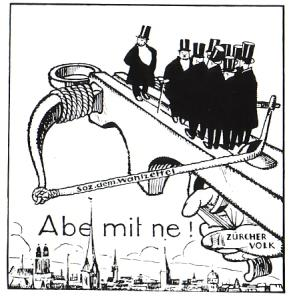 Soz. dem. Wahlzettel
Abe mit ne!
ZÜRCHER
VOLK